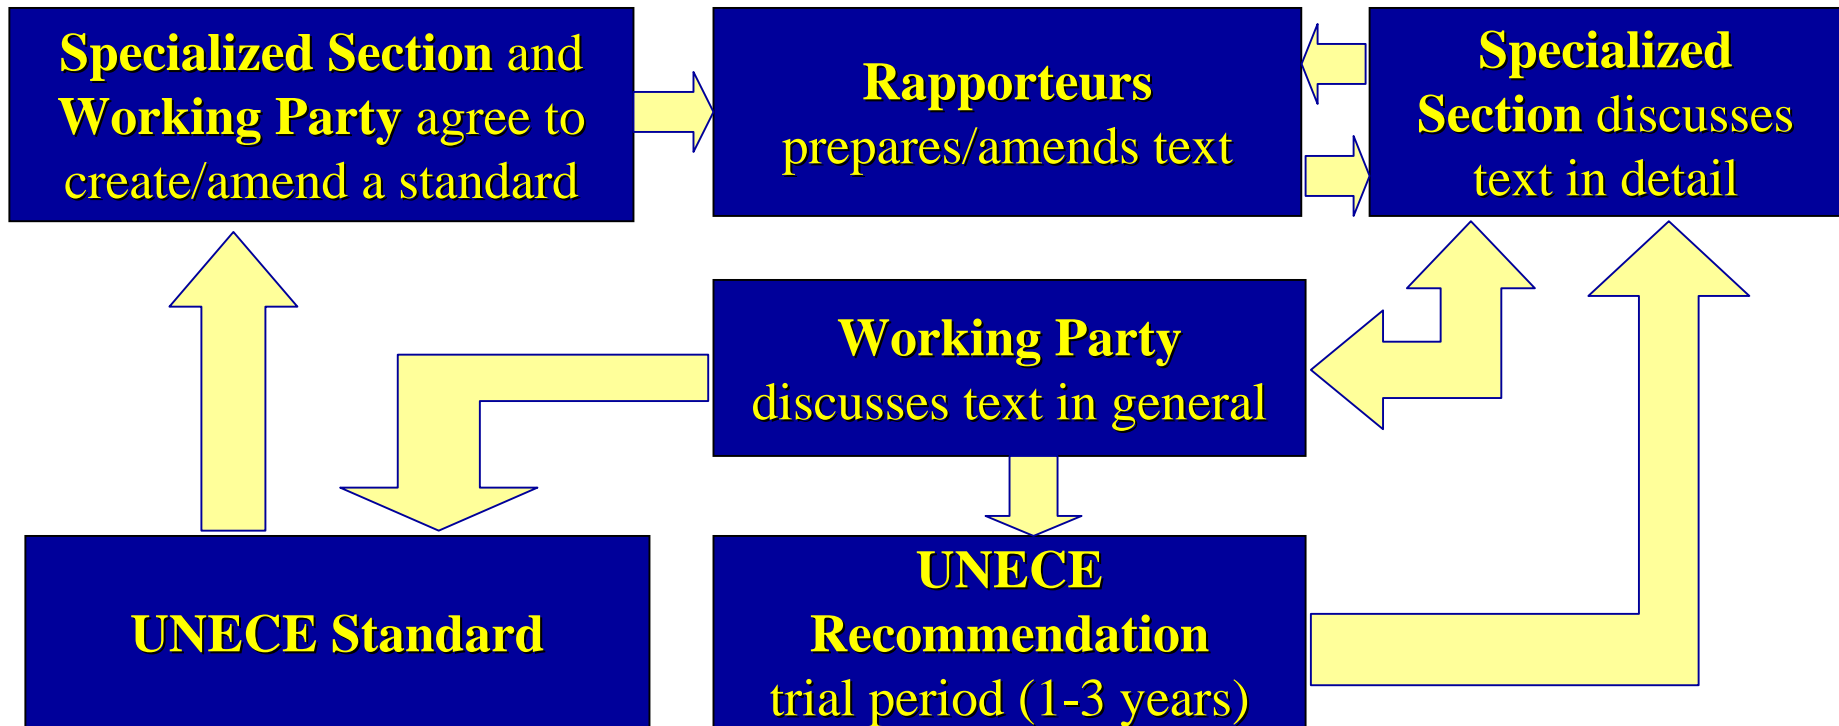 Specialized Section and
Working Party agree to
create/amend a standard
Rapporteurs
prepares/amends text
Specialized
Section discusses
text in detail
Working Party
discusses text in general
UNECE Standard
UNECE
Recommendation
trial period (1-3 years)